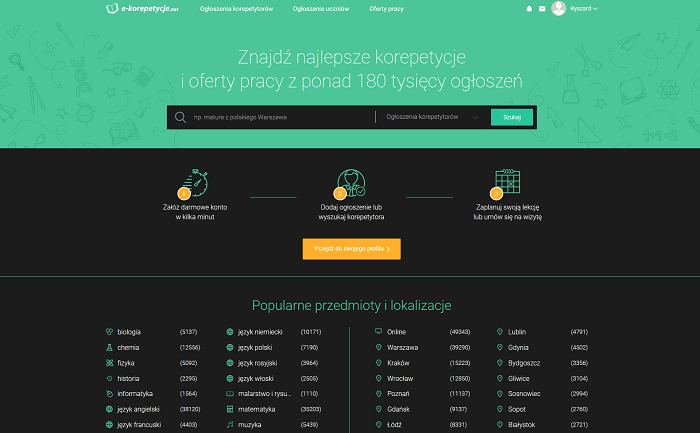 e-korepetycje.net
Ogłoszenia korepetytorów
Ogłoszenia uczniów
Oferty pracy
Ryszard
Znajdź najlepsze korepetycje
i oferty pracy z ponad 180 tysięcy ogłoszeń
np. matura z polskiego Warszawa
Ogłoszenia korepetytorów
Szukaj
1
Załóż darmowe konto
w kilka minut
2
Dodaj ogłoszenie lub
wyszukaj korepetytora
3
Zaplanuj swoją lekcję
lub umów się na wizytę
Przejdź do swojego profilu
Popularne przedmioty i lokalizacje
biologia (5137)
chemia (12556)
fizyka (5092)
historia (2295)
informatyka (1564)
język angielski (38120)
język francuski (4403)
język niemiecki (10171)
język polski (7190)
język rosyjski (3964)
język włoski (2505)
malarstwo i rysu... (1110)
matematyka (35203)
muzyka (5439)
Online (49343)
Warszawa (39290)
Kraków (15223)
Wrocław (12850)
Poznań (11137)
Gdańsk (9137)
Łódź (8331)
Lublin (4791)
Gdynia (4502)
Bydgoszcz (3356)
Gliwice (3104)
Sosnowiec (2994)
Sopot (2760)
Białystok (2721)